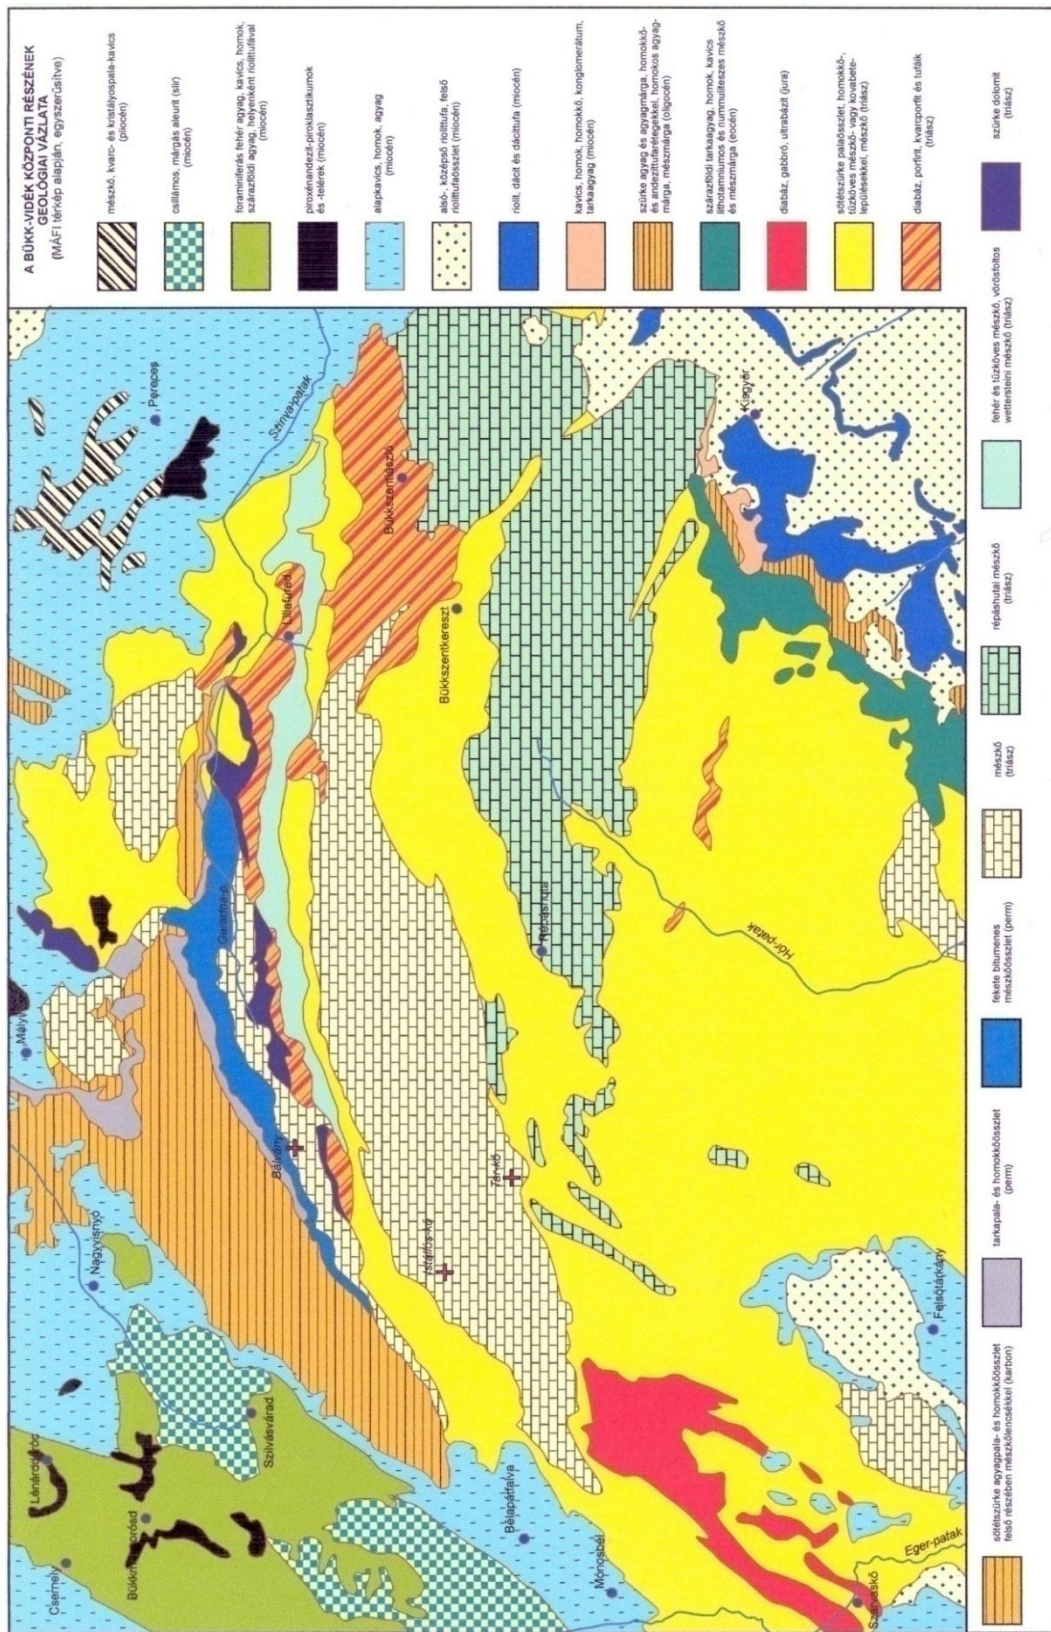 A BÜKK-VIDÉK KÖZPONTI RÉSZÉNEK
GEOLÓGIAI VÁZLATA
(MÁFI térkép alapján, egyszerűsítve)
mészkő, kvarc- és kristályospala-kavics
(pliocén)
csillámos, márgás aleurit (slír)
(miocén)
foraminiferás fehér agyag, kavics, homok,
szárazföldi agyag, helyenként riolittufával
(miocén)
piroxénandezit-piroklasztikumok
és -telérek (miocén)
alapkavics, homok, agyag
(miocén)
alsó-, középső riolittufa, felső
riolittufaösszlet (miocén)
riolit, dácit és dácittufa (miocén)
kavics, homok, homokkő, konglomerátum,
tarkaagyag (miocén)
szürke agyag és agyagmárga, homokkő-
és andezittufarétegekkel, homokos agyag-
márga, mészmárga (oligocén)
szárazföldi tarkaagyag, homok, kavics
lithotamniumos és nummuliteszes mészkő
és mészmárga (eocén)
diabáz, gabbró, ultrabázit (jura)
sötétszürke palaösszlet, homokkő-,
tűzköves mészkő- vagy kovabete-
lepülésekkel, mészkő (triász)
diabáz, porfirit, kvarcporfir és tufáik
(triász)
szürke dolomit
(triász)
fehér és tűzköves mészkő, vörösfoltos
wettersteini mészkő (triász)
répáshutai mészkő
(triász)
mészkő
(triász)
fekete bitumenes
mészkőösszlet (perm)
tarkapala- és homokkőösszlet
(perm)
sötétszürke agyagpala- és homokkőösszlet
felső részében mészkőlencsékkel (karbon)
Csernely
Lénárddaróc
Bükkmogyorósd
Szilvásvárad
Nagyvisnyó
Mályi
Bélapátfalva
Mónosbél
Szarvaskő
Eger-patak
Felsőtárkány
Istállós-kő
Tar-kő
Bálvány
Garadna-p.
Lillafüred
Szinva-patak
Pereces
Bükkszentlászló
Bükkszentkereszt
Répáshuta
Hór-patak
Kisgyőr